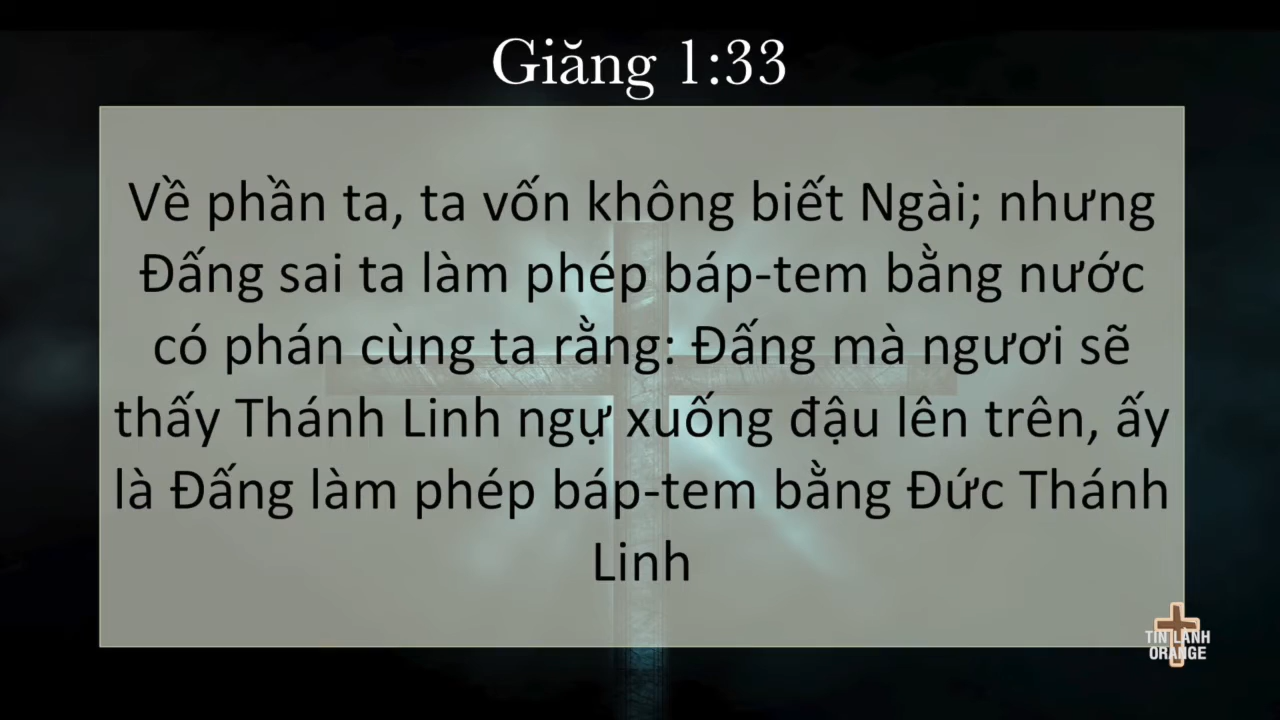 Giăng 1:33
Về phần ta, ta vốn không biết Ngài; nhưng
Đấng sai ta làm phép báp-tem bằng nước
có phán cùng ta rằng: Đấng mà ngươi sẽ
thấy Thánh Linh ngự xuống đậu lên trên, ấy
là Đấng làm phép báp-tem bằng Đức Thánh
Linh
TIN LÀNH
ORANGE